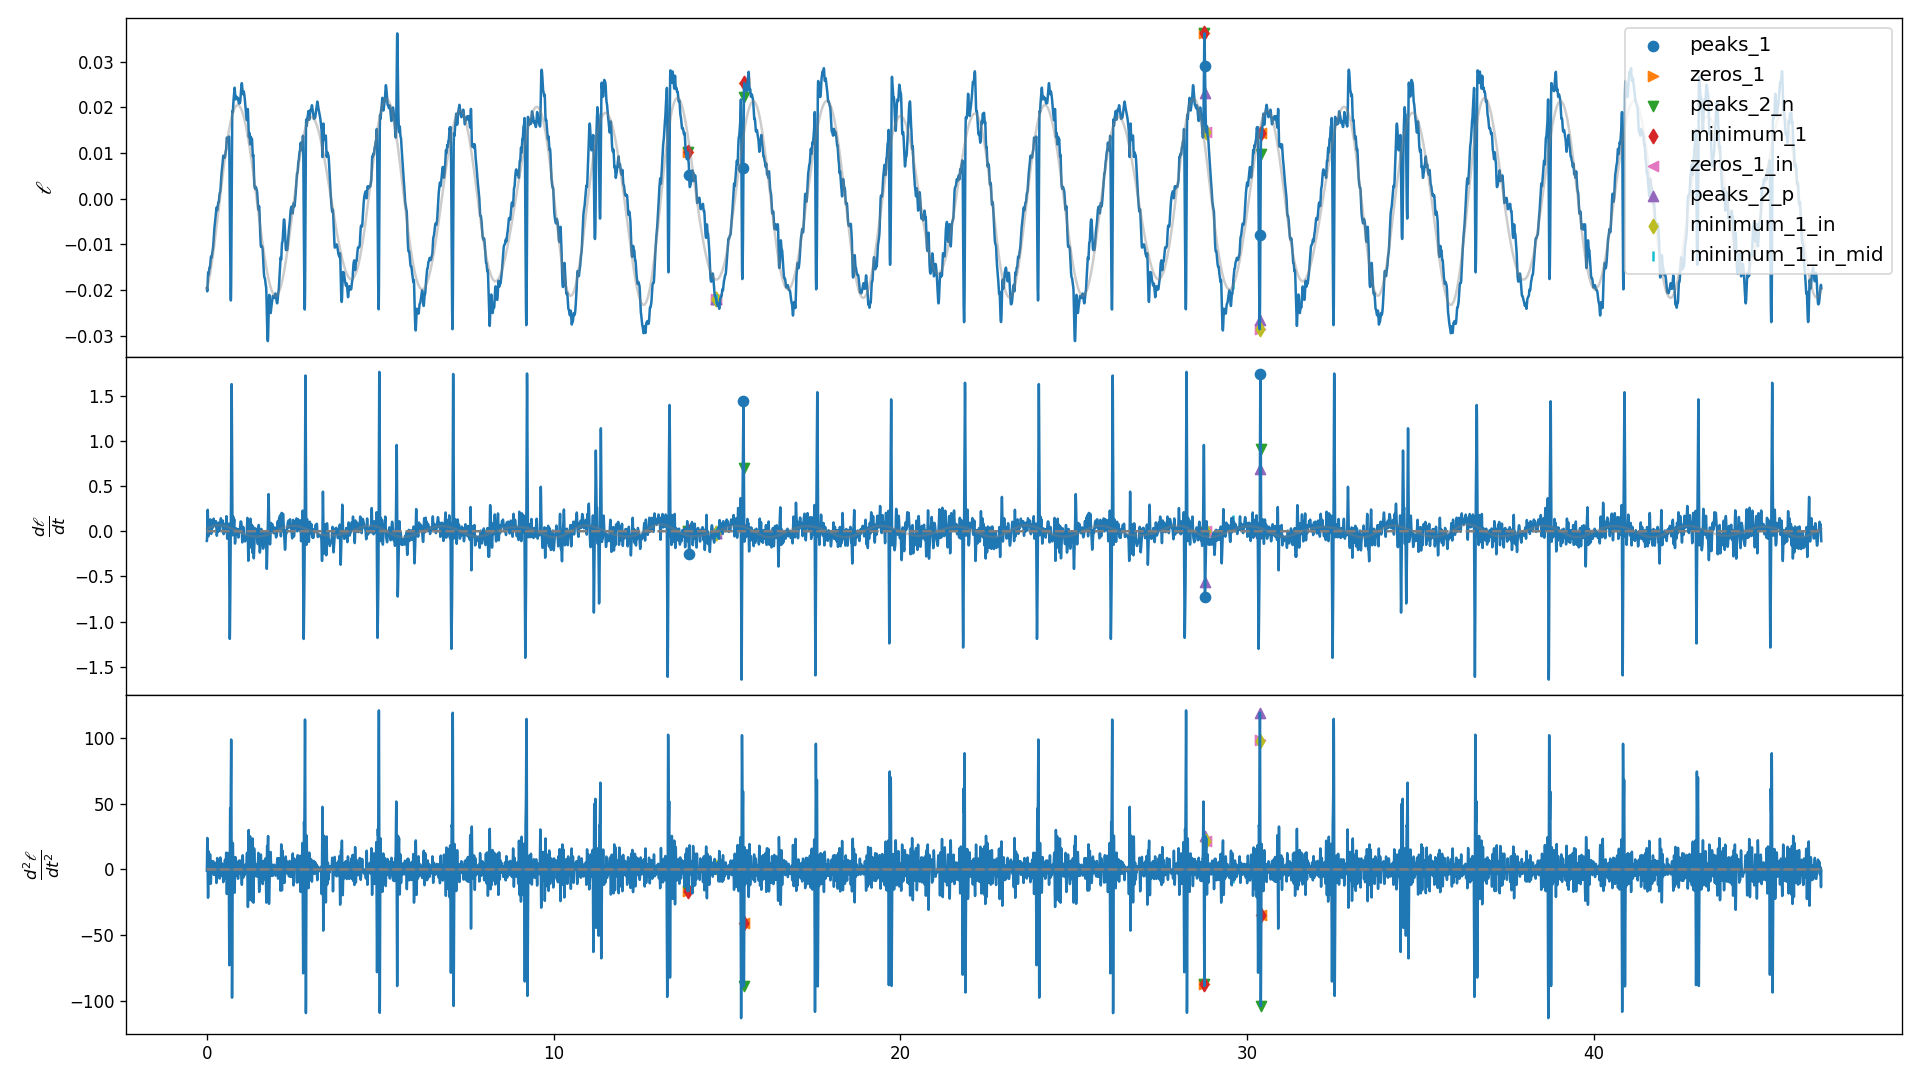 0.03
0.02
0.01
0.00
−0.01
−0.02
−0.03
ℓ
peaks_1
zeros_1
peaks_2_n
minimum_1
zeros_1_in
peaks_2_p
minimum_1_in
minimum_1_in_mid
1.5
1.0
0.5
0.0
−0.5
−1.0
−1.5
dℓ/dt
100
50
0
−50
−100
d²ℓ/dt²
0 10 20 30 40